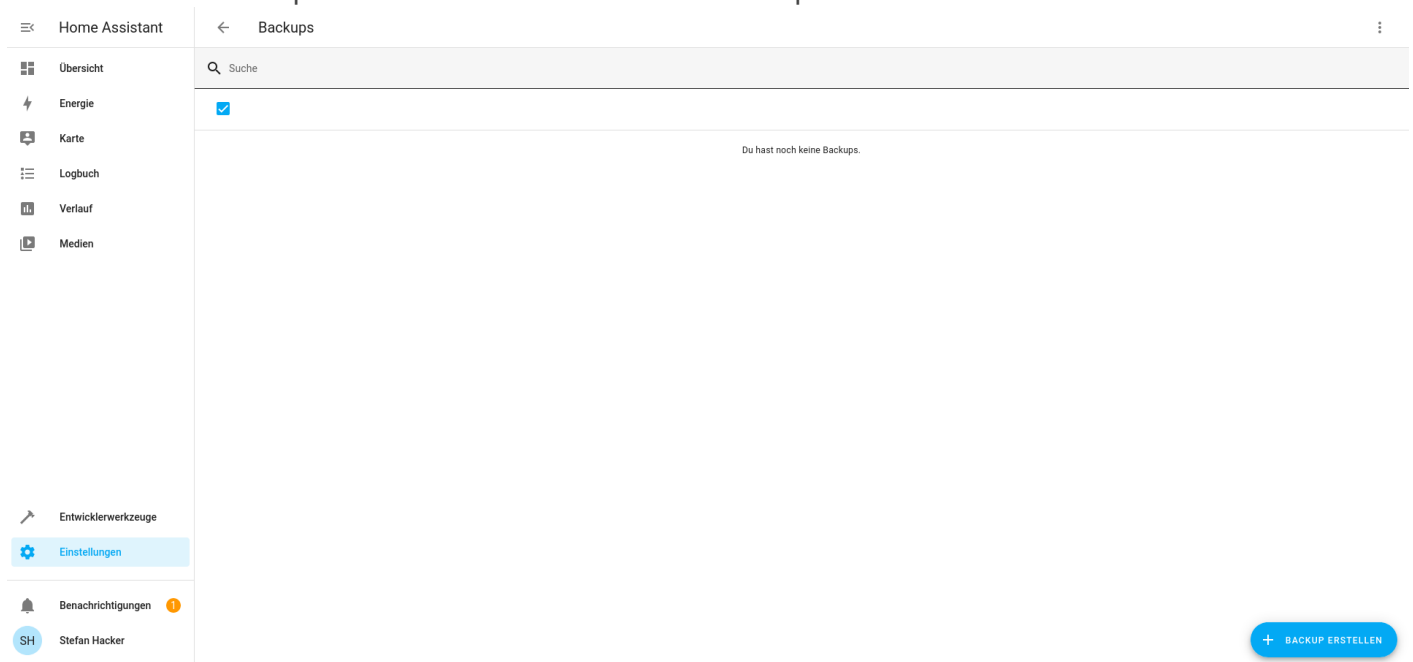 Home Assistant
Backups
Suche
Übersicht
Energie
Karte
Logbuch
Verlauf
Medien
Du hast noch keine Backups.
Entwicklerwerkzeuge
Einstellungen
Benachrichtigungen 1
SH Stefan Hacker
BACKUP ERSTELLEN